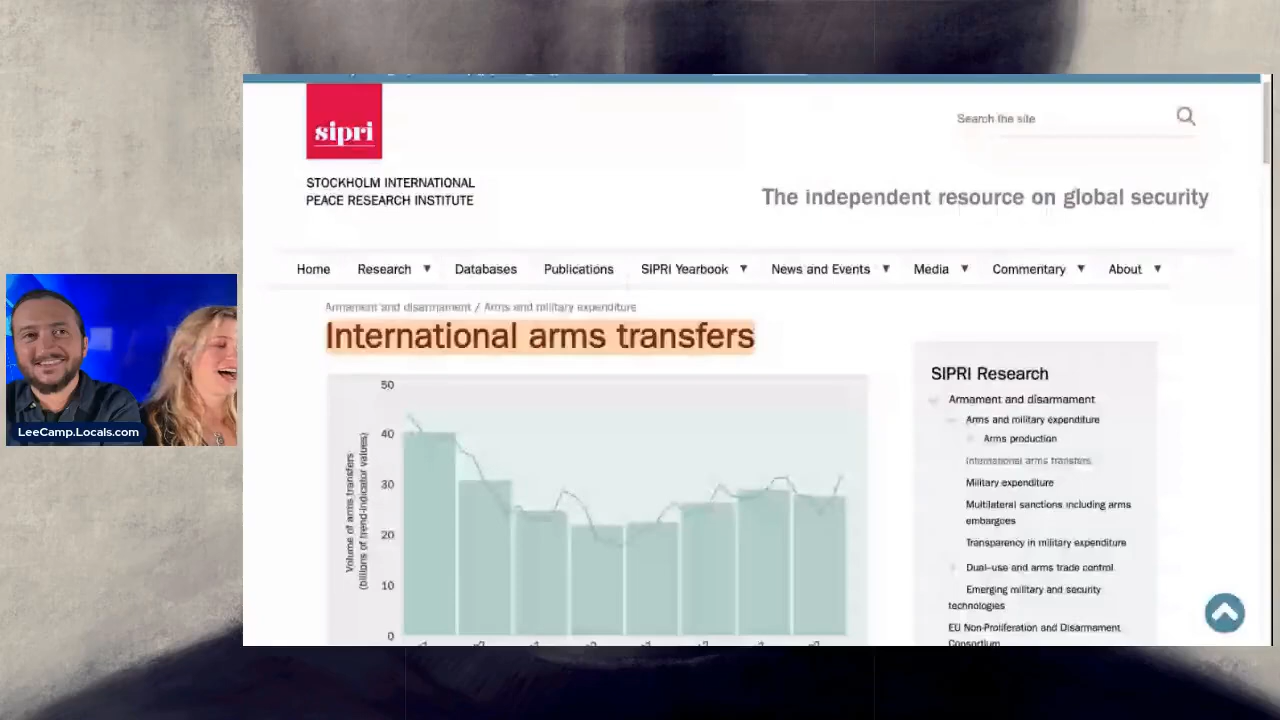 sipri
Search the site
STOCKHOLM INTERNATIONAL
PEACE RESEARCH INSTITUTE
The independent resource on global security
Home Research Databases Publications SIPRI Yearbook News and Events Media Commentary About
Armament and disarmament / Arms and military expenditure
International arms transfers
50
40
30
20
10
0
Volume of arms transfers
(billions of trend-indicator values)
SIPRI Research
Armament and disarmament
Arms and military expenditure
Arms production
International arms transfers
Military expenditure
Multilateral sanctions including arms
embargoes
Transparency in military expenditure
Dual–use and arms trade control
Emerging military and security
technologies
EU Non-Proliferation and Disarmament
Consortium
LeeCamp.Locals.com